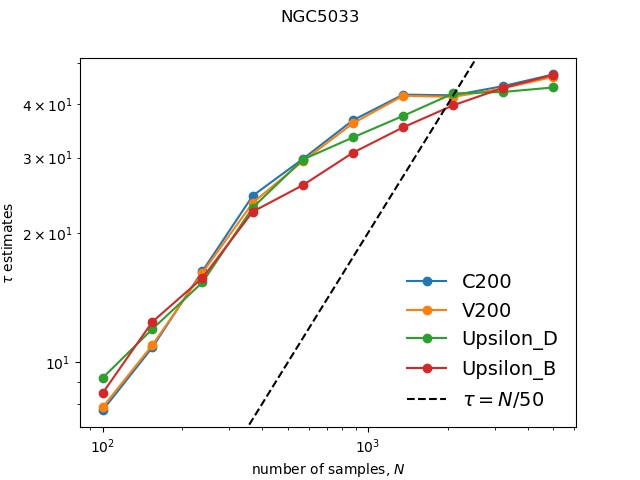 NGC5033
τ estimates
4 × 10¹
3 × 10¹
2 × 10¹
10¹
10²
10³
number of samples, N
C200
V200
Upsilon_D
Upsilon_B
τ = N/50